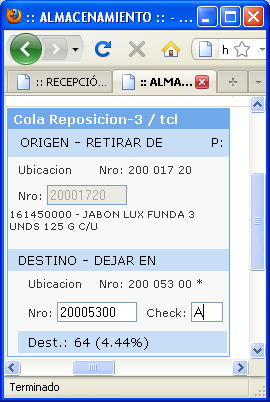 :: ALMACENAMIENTO :: - ...
h
:: RECEPCIÓ...
:: ALMA...
Cola Reposicion-3 / tcl
ORIGEN - RETIRAR DE P:
Ubicacion Nro: 200 017 20
Nro: 20001720
161450000 - JABON LUX FUNDA 3
UNDS 125 G C/U
DESTINO - DEJAR EN
Ubicacion Nro: 200 053 00 *
Nro: 20005300 Check: A
Dest.: 64 (4.44%)
Terminado